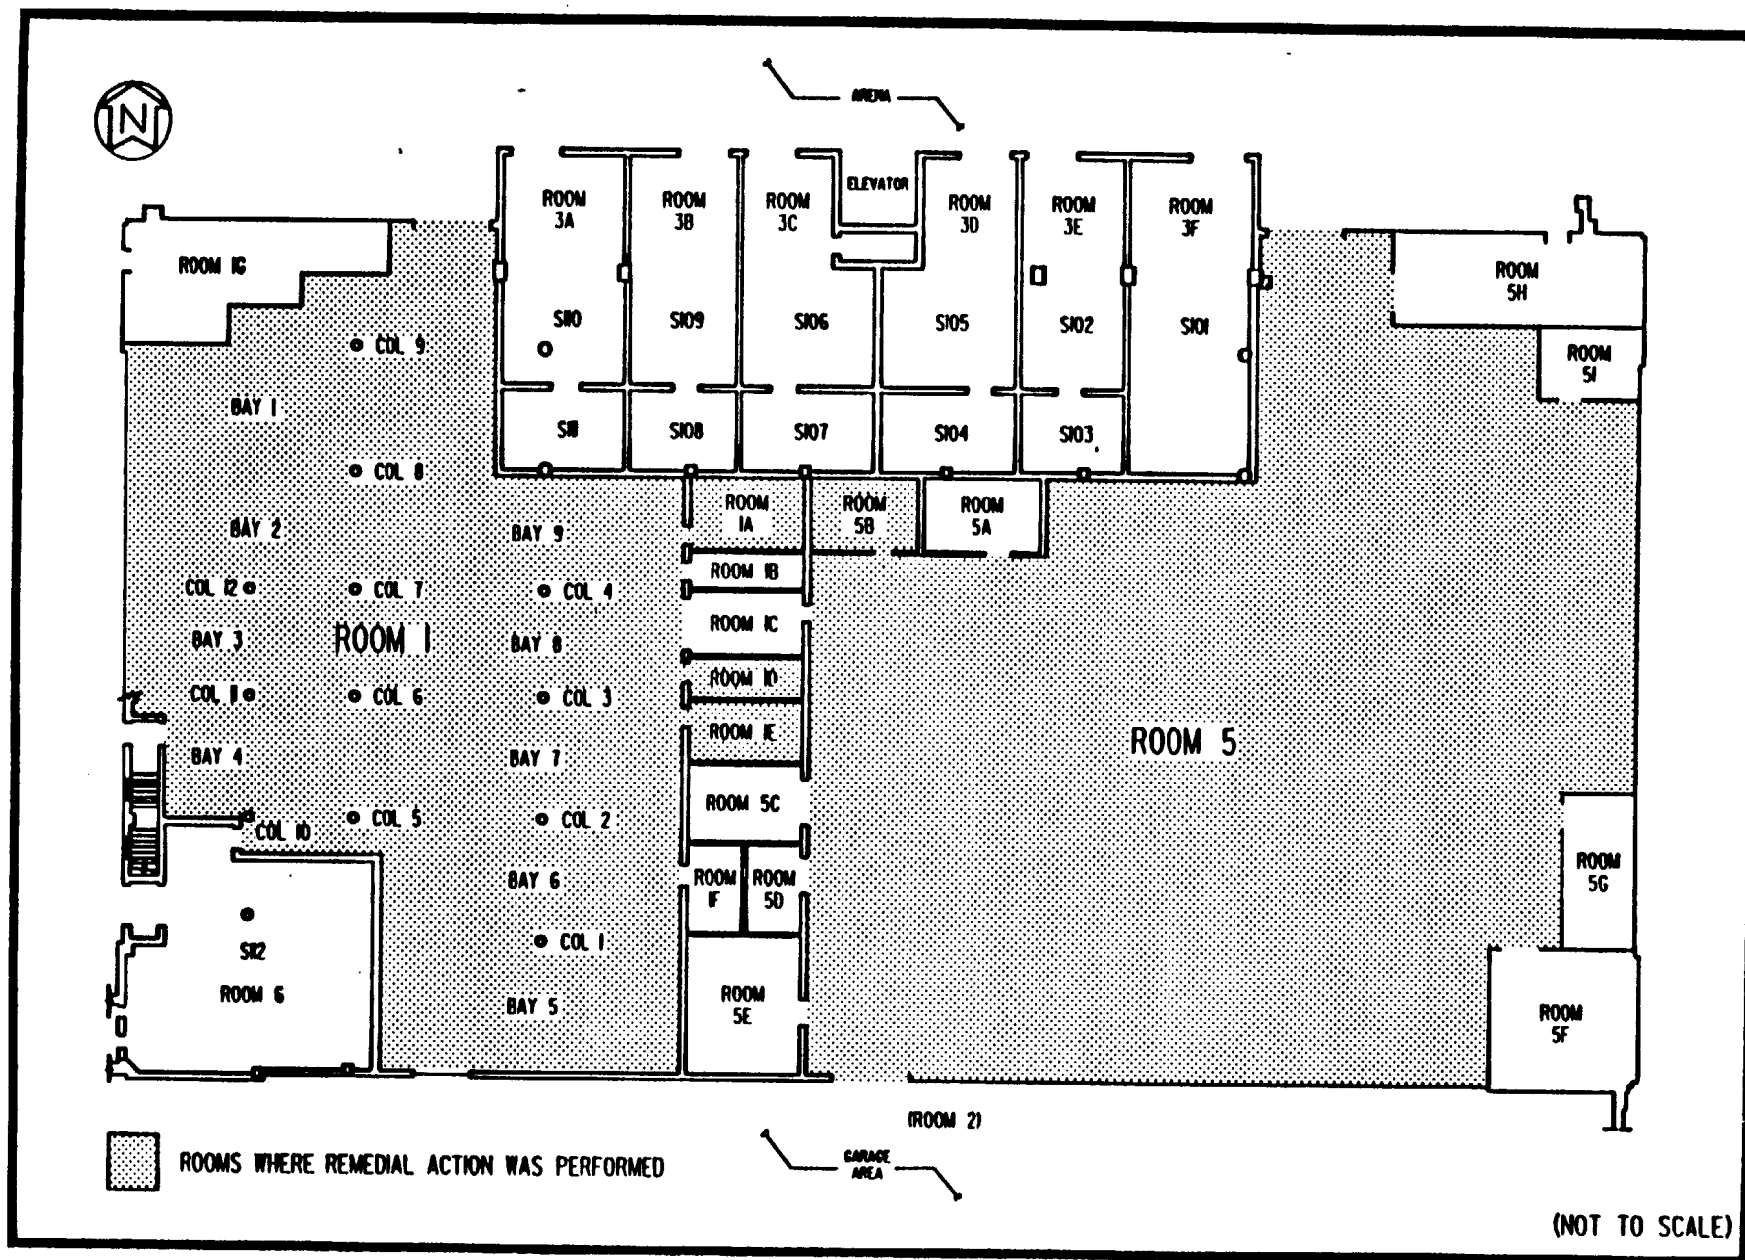 N
ARENA
ELEVATOR
ROOM
3A
ROOM
3B
ROOM
3C
ROOM
3D
ROOM
3E
ROOM
3F
ROOM 1G
ROOM
5H
S110
S109
S106
S105
S102
S101
COL 9
ROOM
5I
BAY 1
S111
S108
S107
S104
S103
COL 8
BAY 2
BAY 9
ROOM
1A
ROOM
5B
ROOM
5A
ROOM 1B
COL 12
COL 7
COL 4
ROOM 1C
BAY 3
ROOM 1
BAY 8
ROOM 1D
COL 11
COL 6
COL 3
ROOM 1E
ROOM 5
BAY 4
BAY 7
ROOM 5C
COL 10
COL 5
COL 2
BAY 6
ROOM
1F
ROOM
5D
ROOM
5G
S112
COL 1
ROOM 6
BAY 5
ROOM
5E
ROOM
5F
(ROOM 2)
GARAGE
AREA
ROOMS WHERE REMEDIAL ACTION WAS PERFORMED
(NOT TO SCALE)